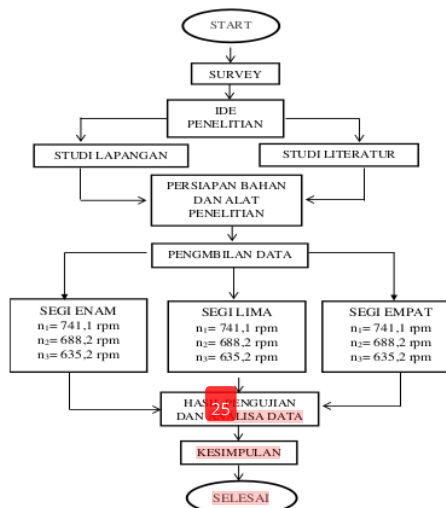 START
SURVEY
IDE
PENELITIAN
STUDI LAPANGAN
STUDI LITERATUR
PERSIAPAN BAHAN
DAN ALAT
PENELITIAN
PENGMBILAN DATA
SEGI ENAM
n₁= 741,1 rpm
n₂= 688,2 rpm
n₃= 635,2 rpm
SEGI LIMA
n₁= 741,1 rpm
n₂= 688,2 rpm
n₃= 635,2 rpm
SEGI EMPAT
n₁= 741,1 rpm
n₂= 688,2 rpm
n₃= 635,2 rpm
HASIL PENGUJIAN
25
DAN ANALISA DATA
KESIMPULAN
SELESAI